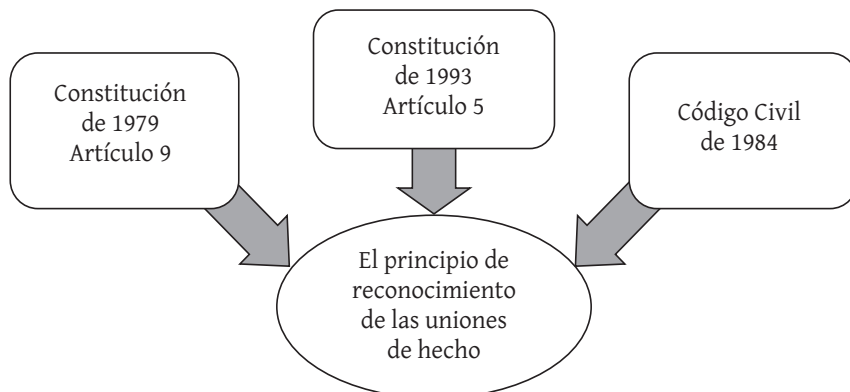 Constitución
de 1979
Artículo 9
Constitución
de 1993
Artículo 5
Código Civil
de 1984
El principio de
reconocimiento
de las uniones
de hecho